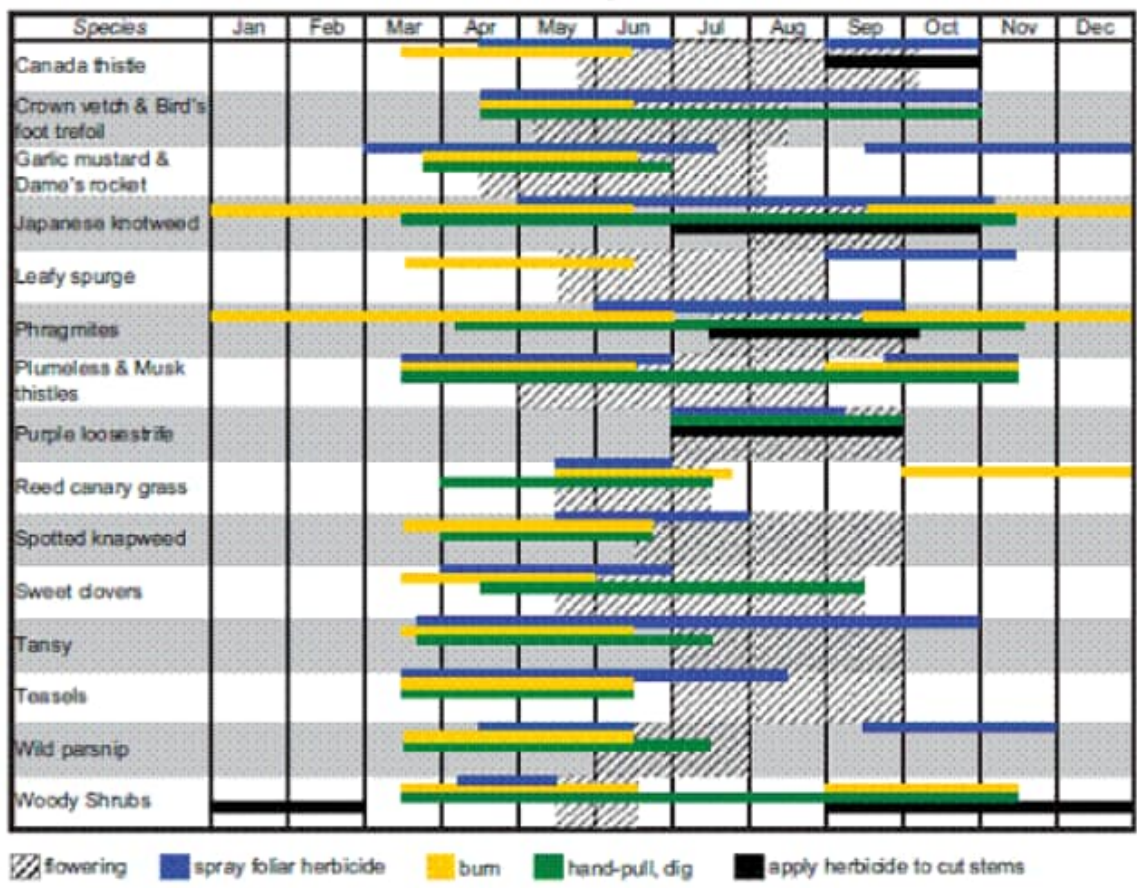 Species Jan Feb Mar Apr May Jun Jul Aug Sep Oct Nov Dec
Canada thistle
Crown vetch & Bird's
foot trefoil
Garlic mustard &
Dame's rocket
Japanese knotweed
Leafy spurge
Phragmites
Plumeless & Musk
thistles
Purple loosestrife
Reed canary grass
Spotted knapweed
Sweet clovers
Tansy
Teasels
Wild parsnip
Woody Shrubs
flowering spray foliar herbicide burn hand-pull, dig apply herbicide to cut stems